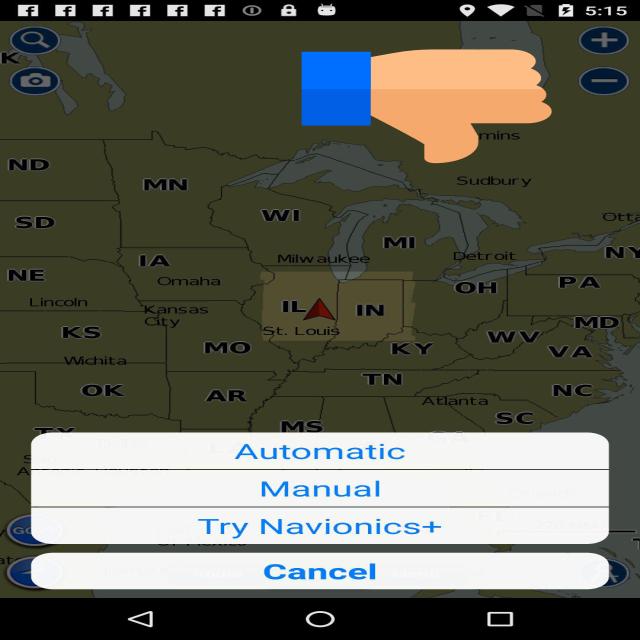 5:15
K
mins
ND
MN
Sudbury
SD
WI
Otta
MI
NY
IA
Milwaukee
Detroit
NE
Omaha
OH
PA
Lincoln
Kansas
City
IL
IN
MD
St. Louis
KS
WV
VA
MO
KY
Wichita
TN
OK
AR
Atlanta
NC
SC
MS
TX
GA
Automatic
Manual
Try Navionics+
Cancel